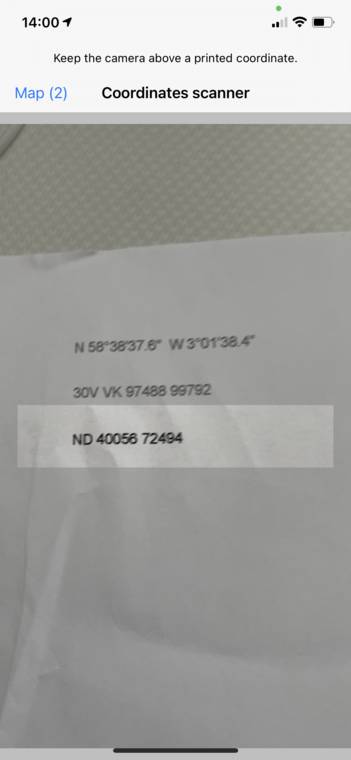 14:00
Keep the camera above a printed coordinate.
Map (2) Coordinates scanner
N 58°38'37.6" W 3°01'38.4"
30V VK 97488 99792
ND 40056 72494